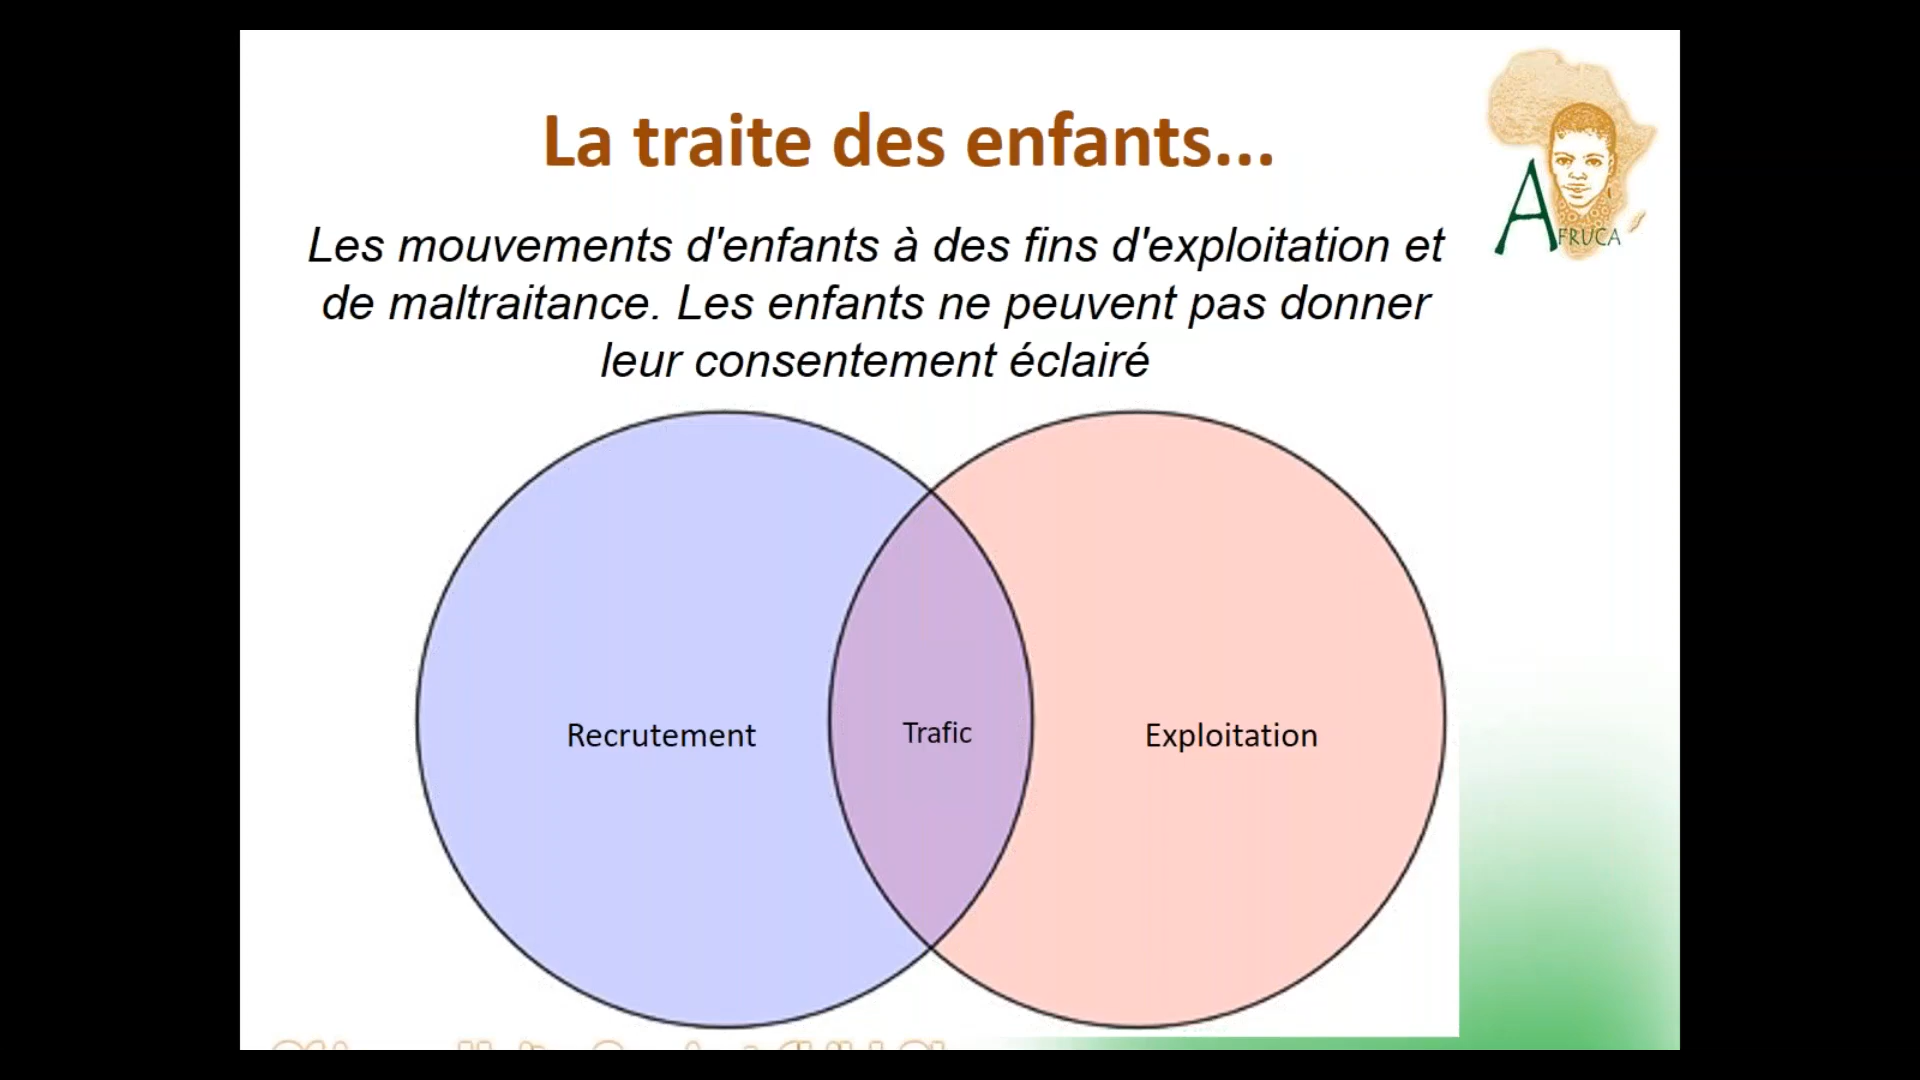 La traite des enfants...
AFRUCA
Les mouvements d'enfants à des fins d'exploitation et
de maltraitance. Les enfants ne peuvent pas donner
leur consentement éclairé
Recrutement
Trafic
Exploitation